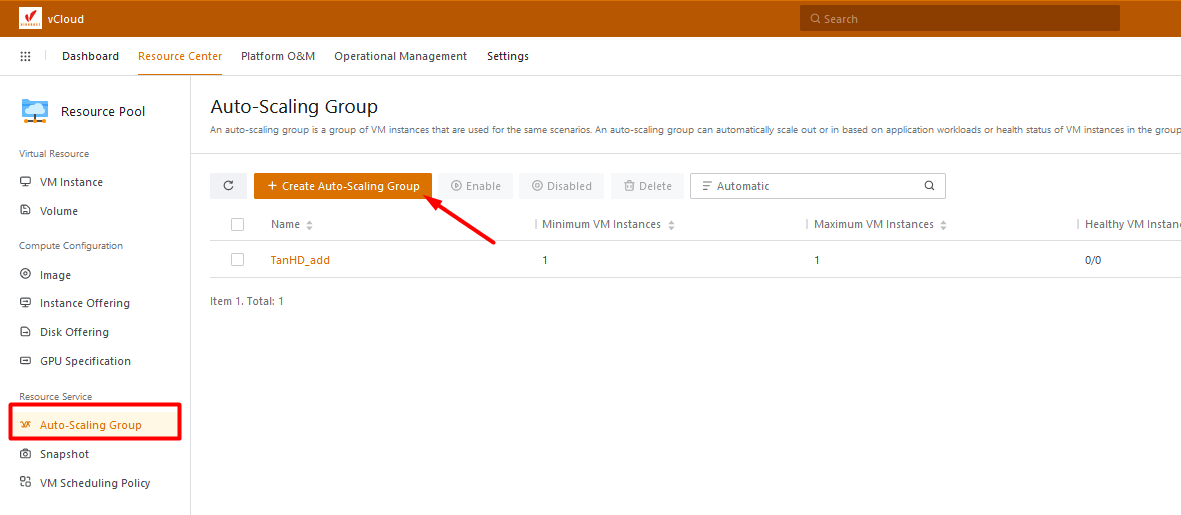 vCloud
Search
Dashboard Resource Center Platform O&M Operational Management Settings
Resource Pool
Virtual Resource
VM Instance
Volume
Compute Configuration
Image
Instance Offering
Disk Offering
GPU Specification
Resource Service
Auto-Scaling Group
Snapshot
VM Scheduling Policy
Auto-Scaling Group
An auto-scaling group is a group of VM instances that are used for the same scenarios. An auto-scaling group can automatically scale out or in based on application workloads or health status of VM instances in the group
+ Create Auto-Scaling Group Enable Disabled Delete Automatic
Name Minimum VM Instances Maximum VM Instances Healthy VM Instanc
TanHD_add 1 1 0/0
Item 1. Total: 1